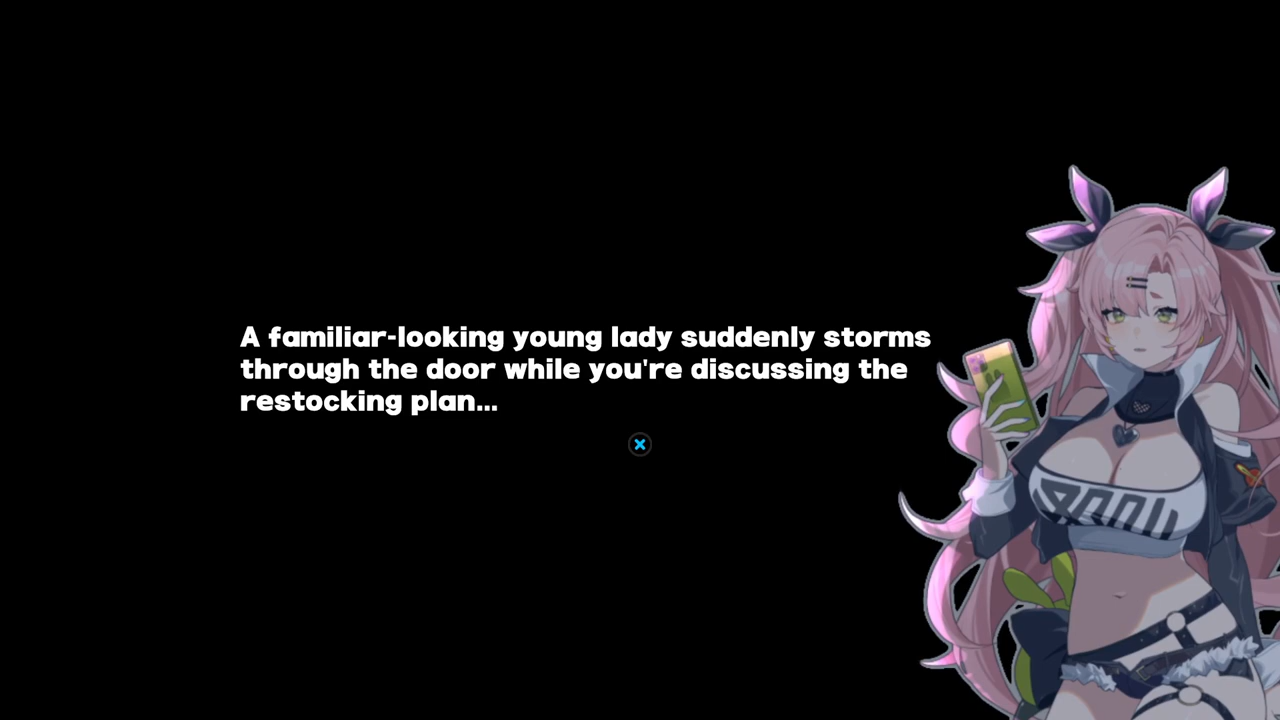 A familiar-looking young lady suddenly storms
through the door while you're discussing the
restocking plan...